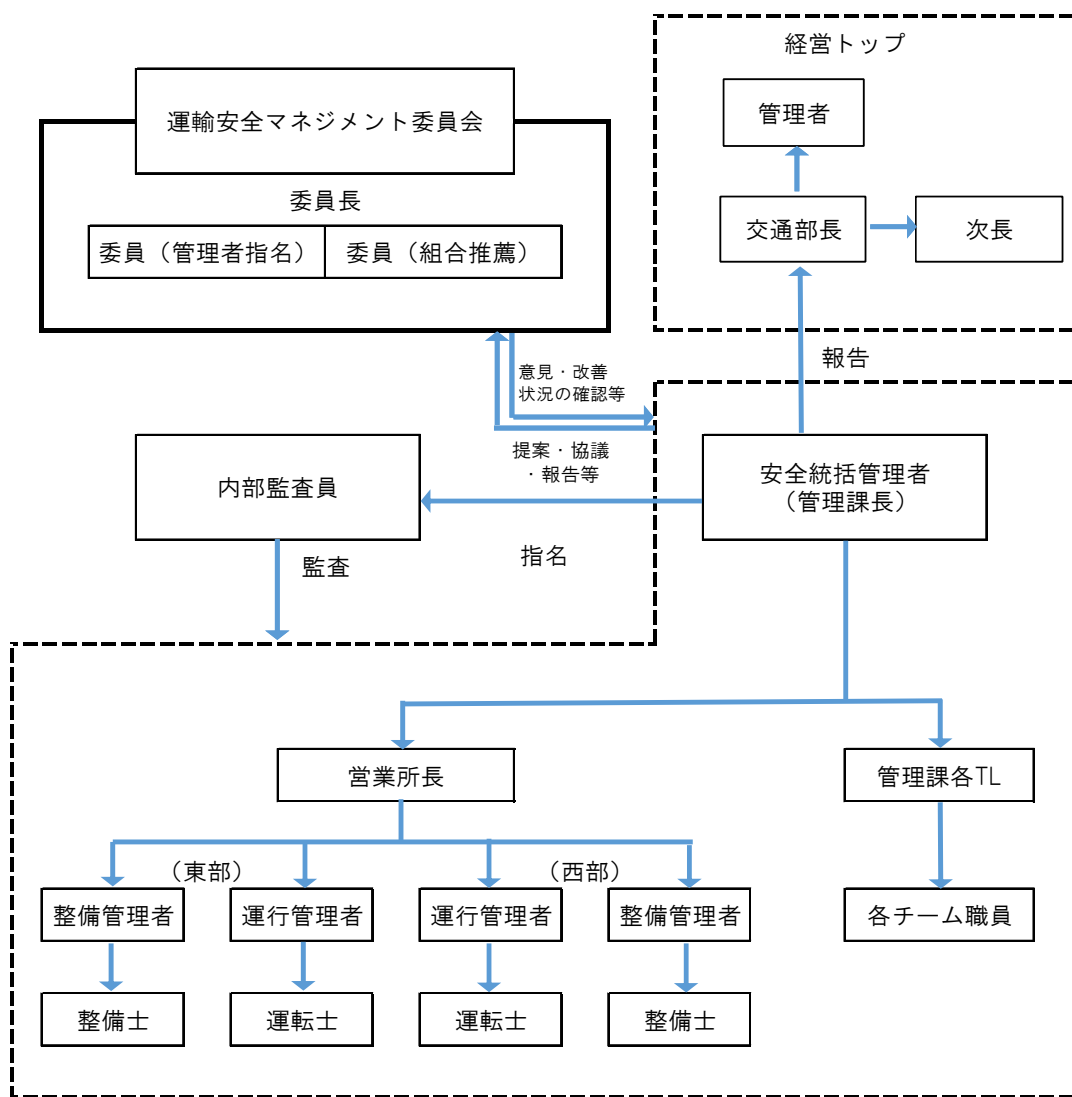 経営トップ
運輸安全マネジメント委員会
管理者
委員長
委員（管理者指名）
委員（組合推薦）
交通部長
次長
報告
意見・改善
状況の確認等
提案・協議
・報告等
内部監査員
安全統括管理者
（管理課長）
指名
監査
営業所長
管理課各TL
（東部）
（西部）
整備管理者
運行管理者
運行管理者
整備管理者
各チーム職員
整備士
運転士
運転士
整備士